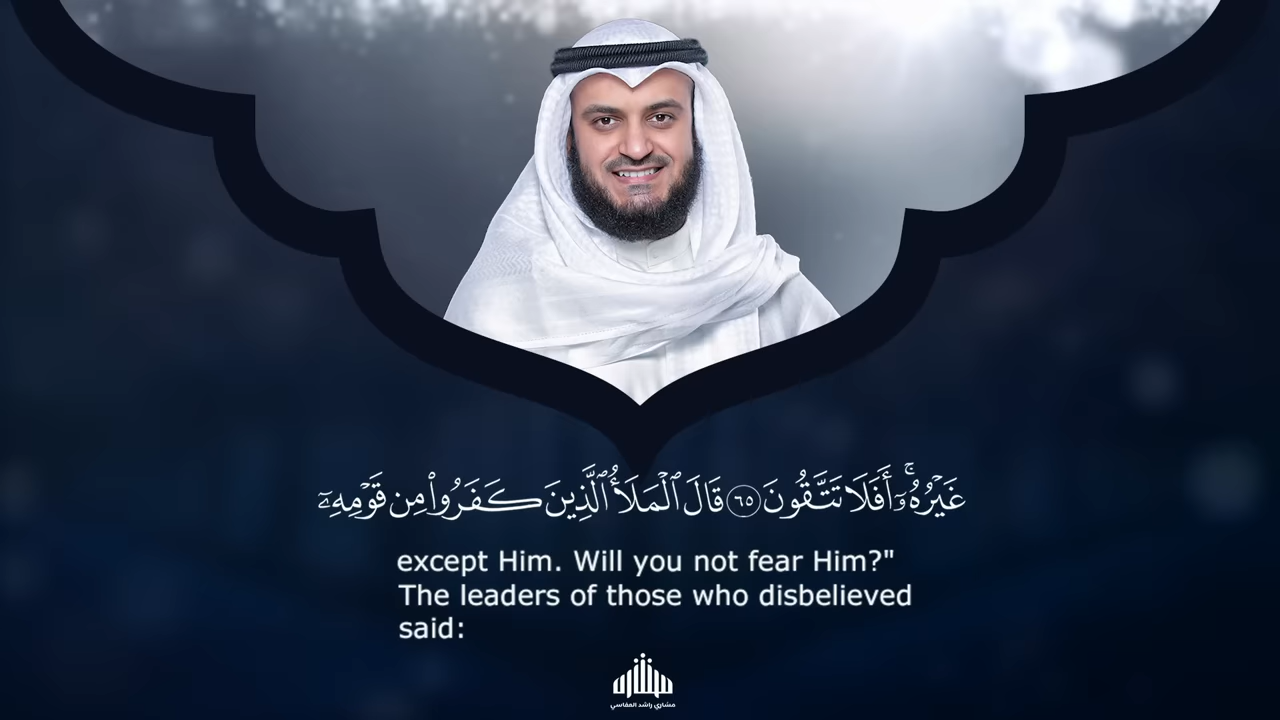 غَيۡرُهُۥٓۚ أَفَلَا تَتَّقُونَ ٦٥ قَالَ ٱلۡمَلَأُ ٱلَّذِينَ كَفَرُواْ مِن قَوۡمِهِۦٓ
except Him. Will you not fear Him?"
The leaders of those who disbelieved
said:
مشاري راشد العفاسي